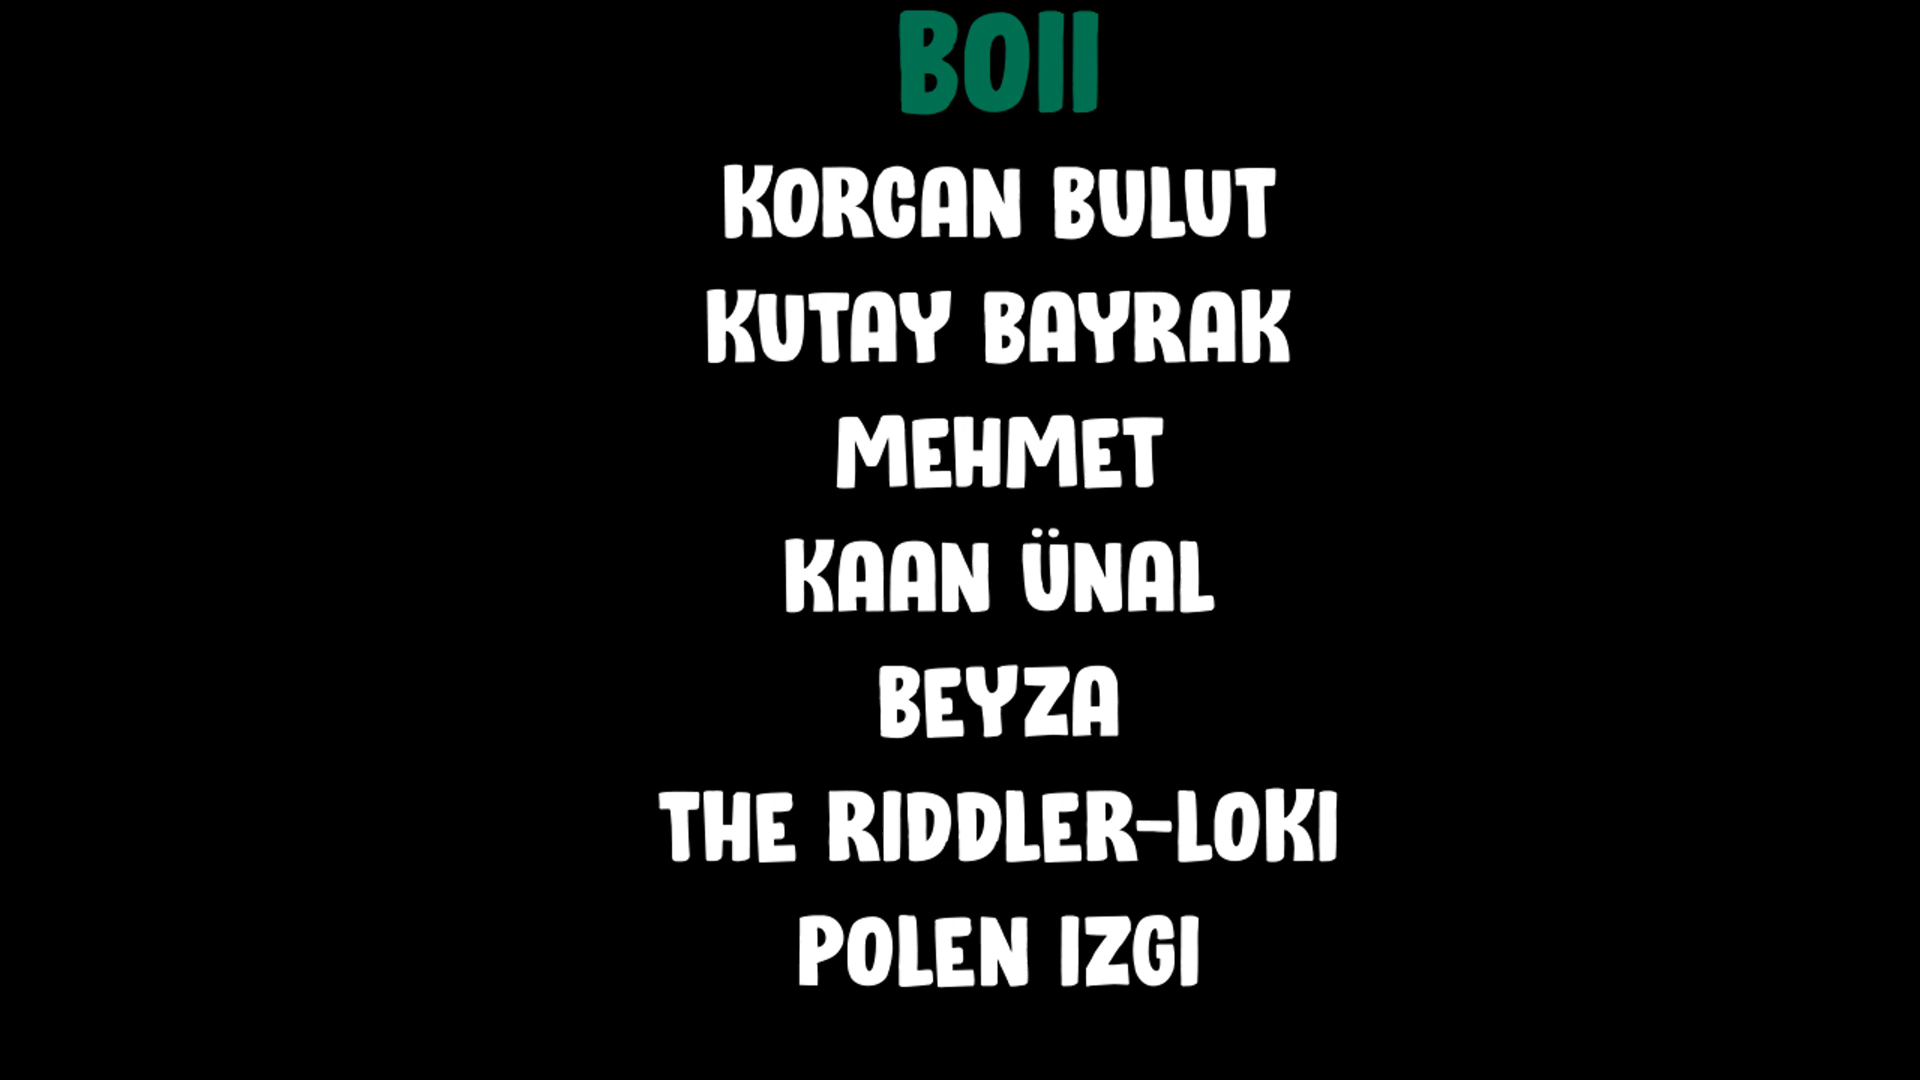 BOII
KORCAN BULUT
KUTAY BAYRAK
MEHMET
KAAN ÜNAL
BEYZA
THE RIDDLER-LOKI
POLEN IZGI